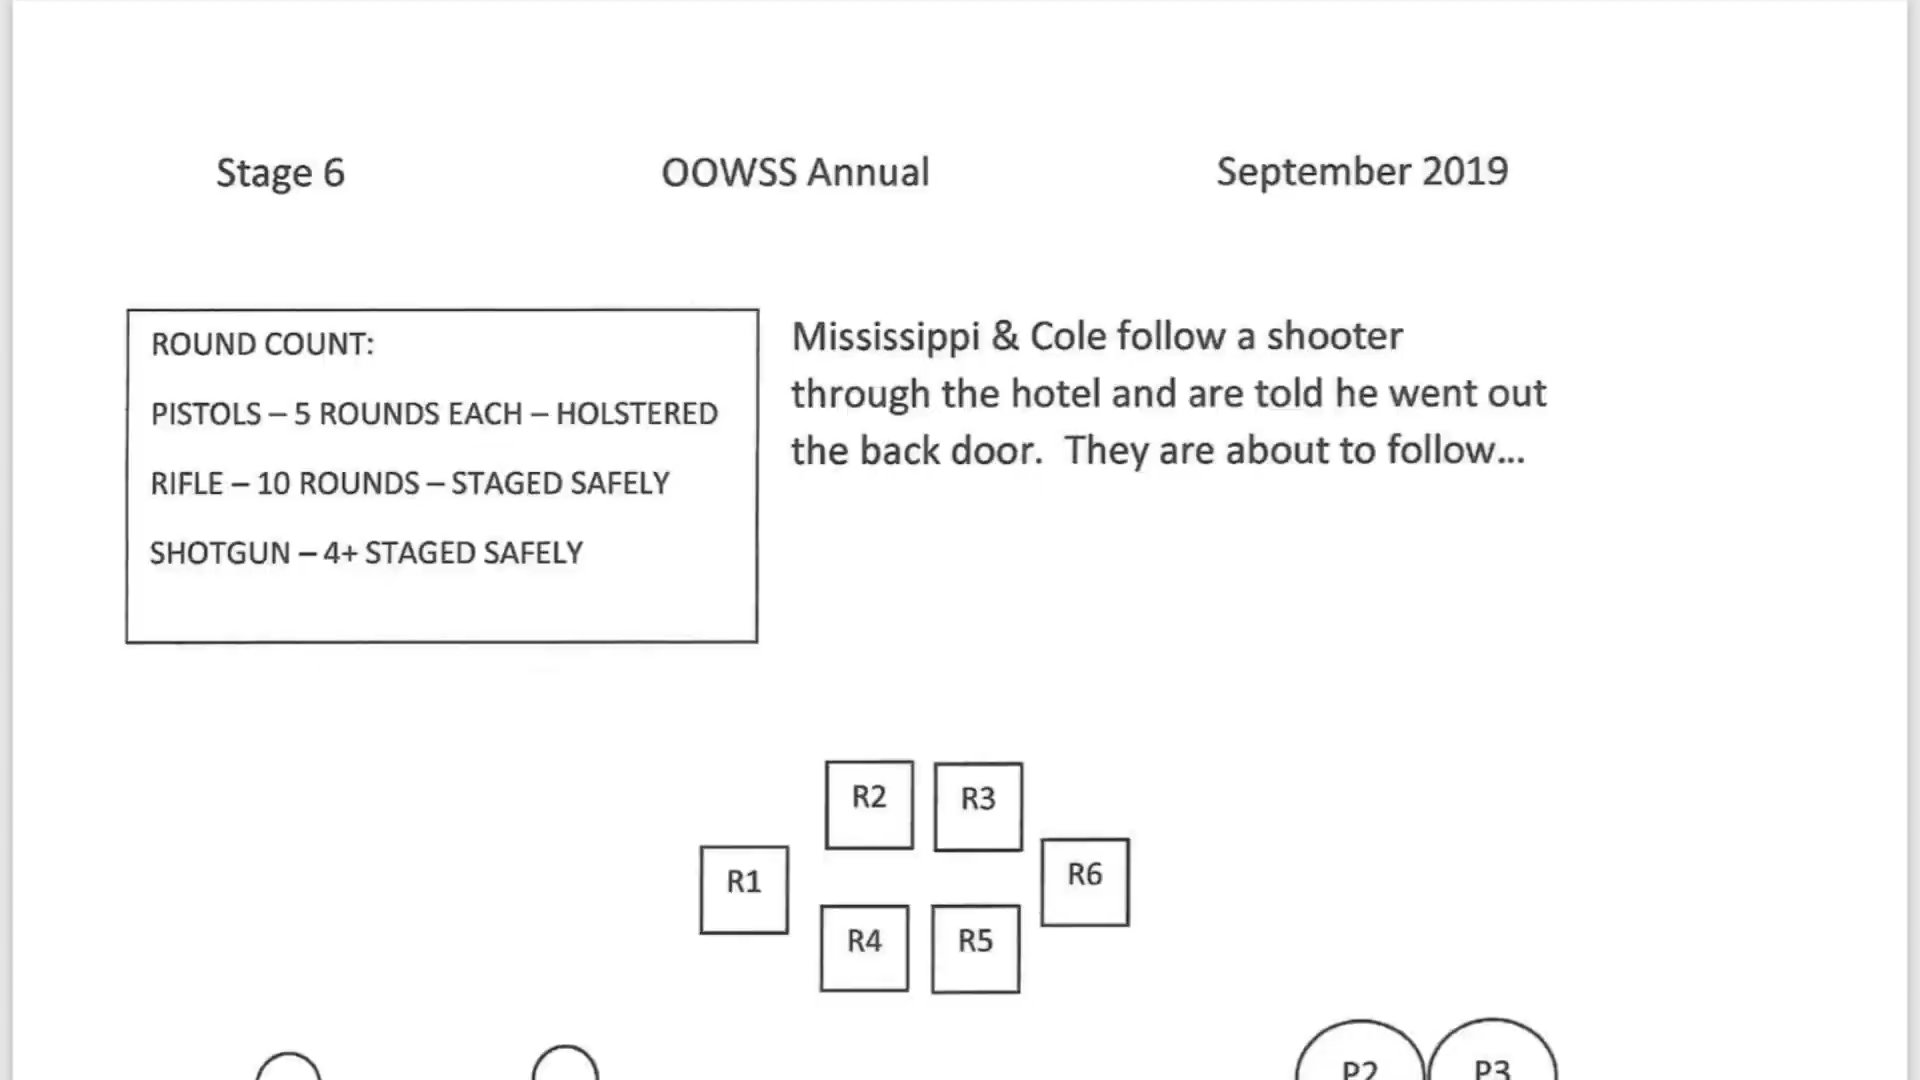 Stage 6 OOWSS Annual September 2019
ROUND COUNT:
PISTOLS – 5 ROUNDS EACH – HOLSTERED
RIFLE – 10 ROUNDS – STAGED SAFELY
SHOTGUN – 4+ STAGED SAFELY
Mississippi & Cole follow a shooter
through the hotel and are told he went out
the back door. They are about to follow...
R2 R3
R1 R6
R4 R5
P2 P3